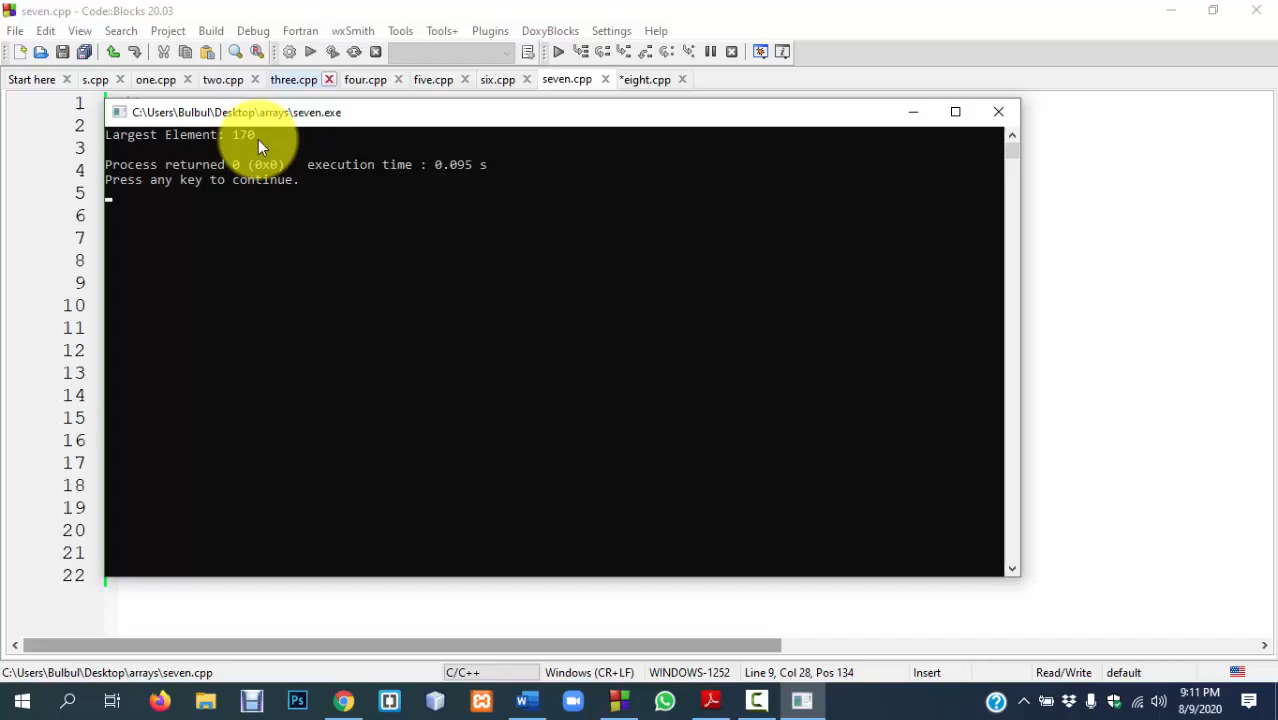 seven.cpp - Code::Blocks 20.03
File Edit View Search Project Build Debug Fortran wxSmith Tools Tools+ Plugins DoxyBlocks Settings Help
Start here s.cpp one.cpp two.cpp three.cpp four.cpp five.cpp six.cpp seven.cpp *eight.cpp
1
C:\Users\Bulbul\Desktop\arrays\seven.exe
2
Largest Element: 170
3
Process returned 0 (0x0) execution time : 0.095 s
4
Press any key to continue.
5
6
7
8
9
10
11
12
13
14
15
16
17
18
19
20
21
22
C:\Users\Bulbul\Desktop\arrays\seven.cpp C/C++ Windows (CR+LF) WINDOWS-1252 Line 9, Col 28, Pos 134 Insert Read/Write default
9:11 PM
8/9/2020